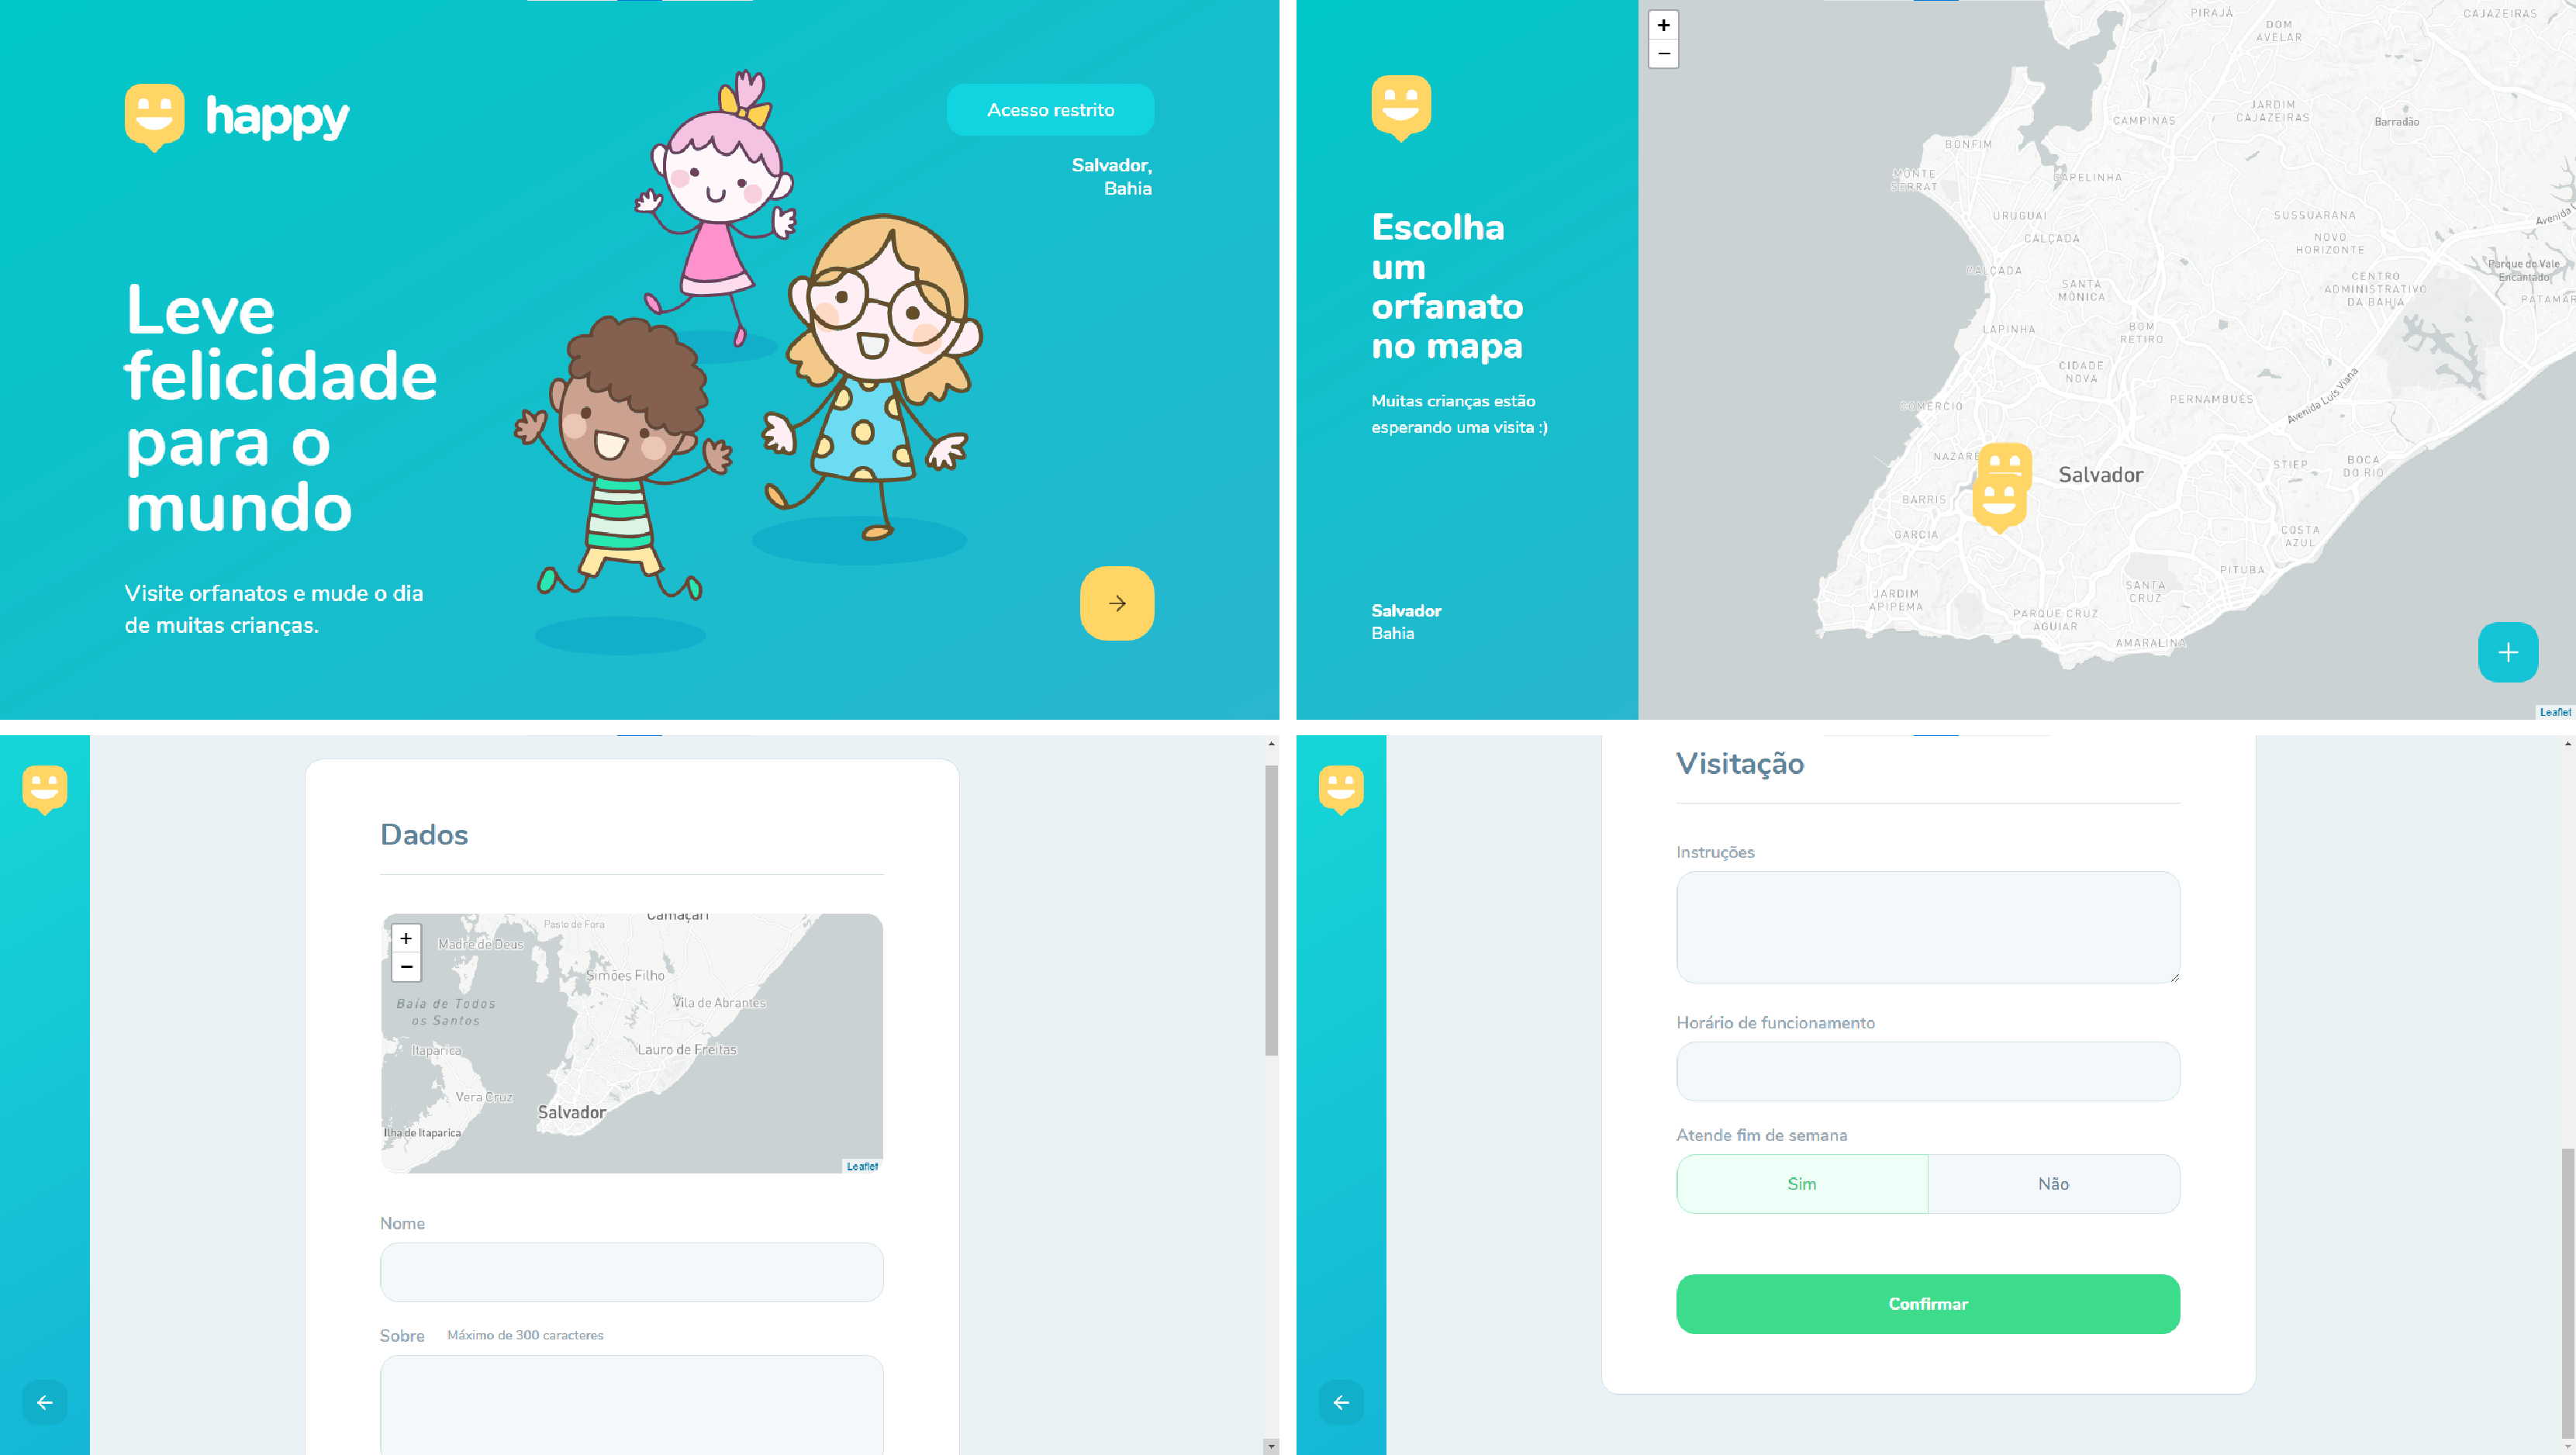 happy
Acesso restrito
Salvador,
Bahia
Leve
felicidade
para o
mundo
Visite orfanatos e mude o dia
de muitas crianças.
Escolha
um
orfanato
no mapa
Muitas crianças estão
esperando uma visita :)
Salvador
Bahia
+
−
PIRAJÁ
DOM
AVELAR
CAJAZEIRAS
JARDIM
CAJAZEIRAS
Barradão
CAMPINAS
BONFIM
MONTE
SERRAT
CAPELINHA
URUGUAI
SUSSUARANA
CALÇADA
NOVO
HORIZONTE
Avenida
CALÇADA
Parque do Vale
Encantado
CENTRO
ADMINISTRATIVO
DA BAHIA
PATAMAR
SANTA
MÔNICA
LAPINHA
BOM
RETIRO
CIDADE
NOVA
Avenida Luís Viana
PERNAMBUÉS
COMÉRCIO
NAZARÉ
Salvador
STIEP
BOCA
DO RIO
BARRIS
GARCIA
COSTA
AZUL
PITUBA
SANTA
CRUZ
JARDIM
APIPEMA
PARQUE CRUZ
AGUIAR
AMARALINA
+
Leaflet
Dados
+
−
Camaçari
Passé de Fora
Madre de Deus
Simões Filho
Vila de Abrantes
Baía de Todos
os Santos
Itaparica
Lauro de Freitas
Vera Cruz
Salvador
Ilha de Itaparica
Leaflet
Nome
Sobre Máximo de 300 caracteres
Visitação
Instruções
Horário de funcionamento
Atende fim de semana
Sim
Não
Confirmar